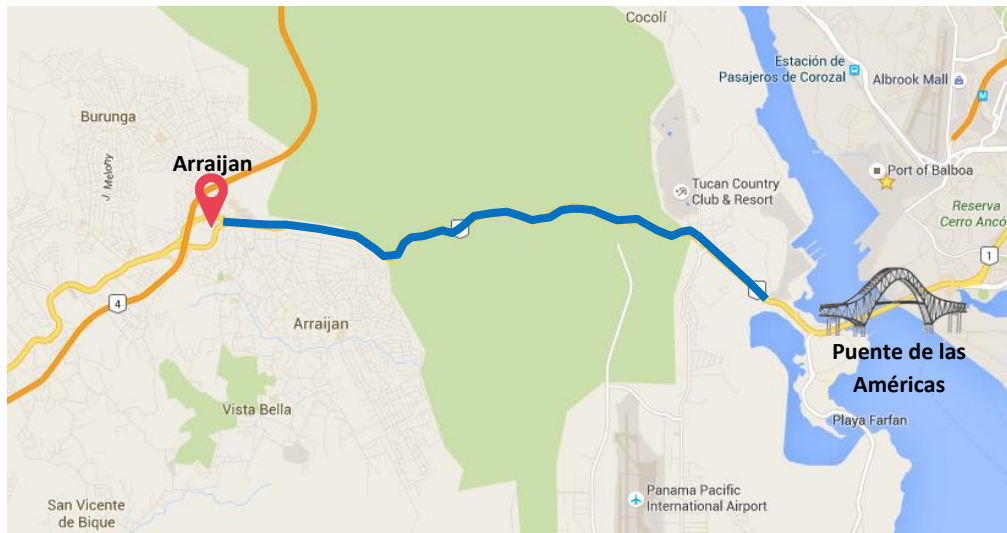 Cocolí
Estación de
Pasajeros de Corozal
Albrook Mall
M
Burunga
J. Melony
Arraijan
Port of Balboa
Tucan Country
Club & Resort
Reserva
Cerro Ancó
1
4
Arraijan
Puente de las
Américas
Vista Bella
Playa Farfan
Panama Pacific
International Airport
San Vicente
de Bique